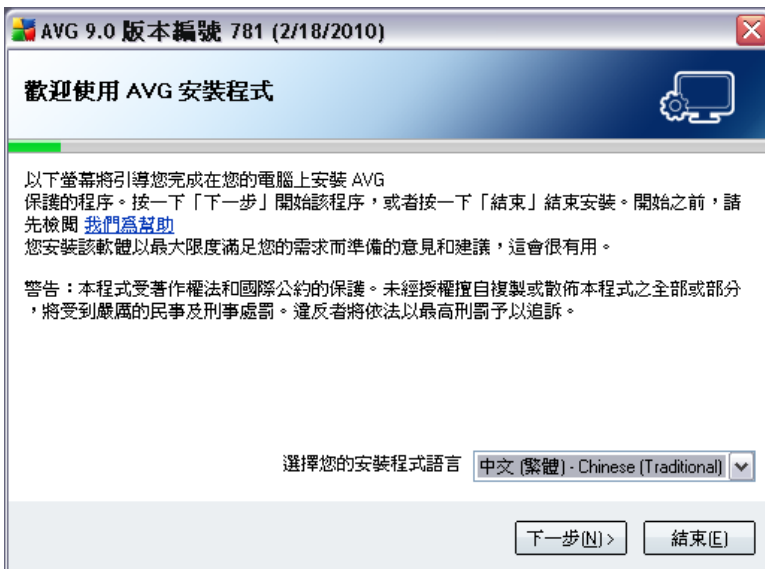 AVG 9.0 版本編號 781 (2/18/2010)
歡迎使用 AVG 安裝程式
以下螢幕將引導您完成在您的電腦上安裝 AVG
保護的程序。按一下「下一步」開始該程序，或者按一下「結束」結束安裝。開始之前，請
先檢閱 我們爲幫助
您安裝該軟體以最大限度滿足您的需求而準備的意見和建議，這會很有用。
警告：本程式受著作權法和國際公約的保護。未經授權擅自複製或散佈本程式之全部或部分
，將受到嚴厲的民事及刑事處罰。違反者將依法以最高刑罰予以追訴。
選擇您的安裝程式語言 中文 (繁體) - Chinese (Traditional)
下一步(N) > 結束(E)